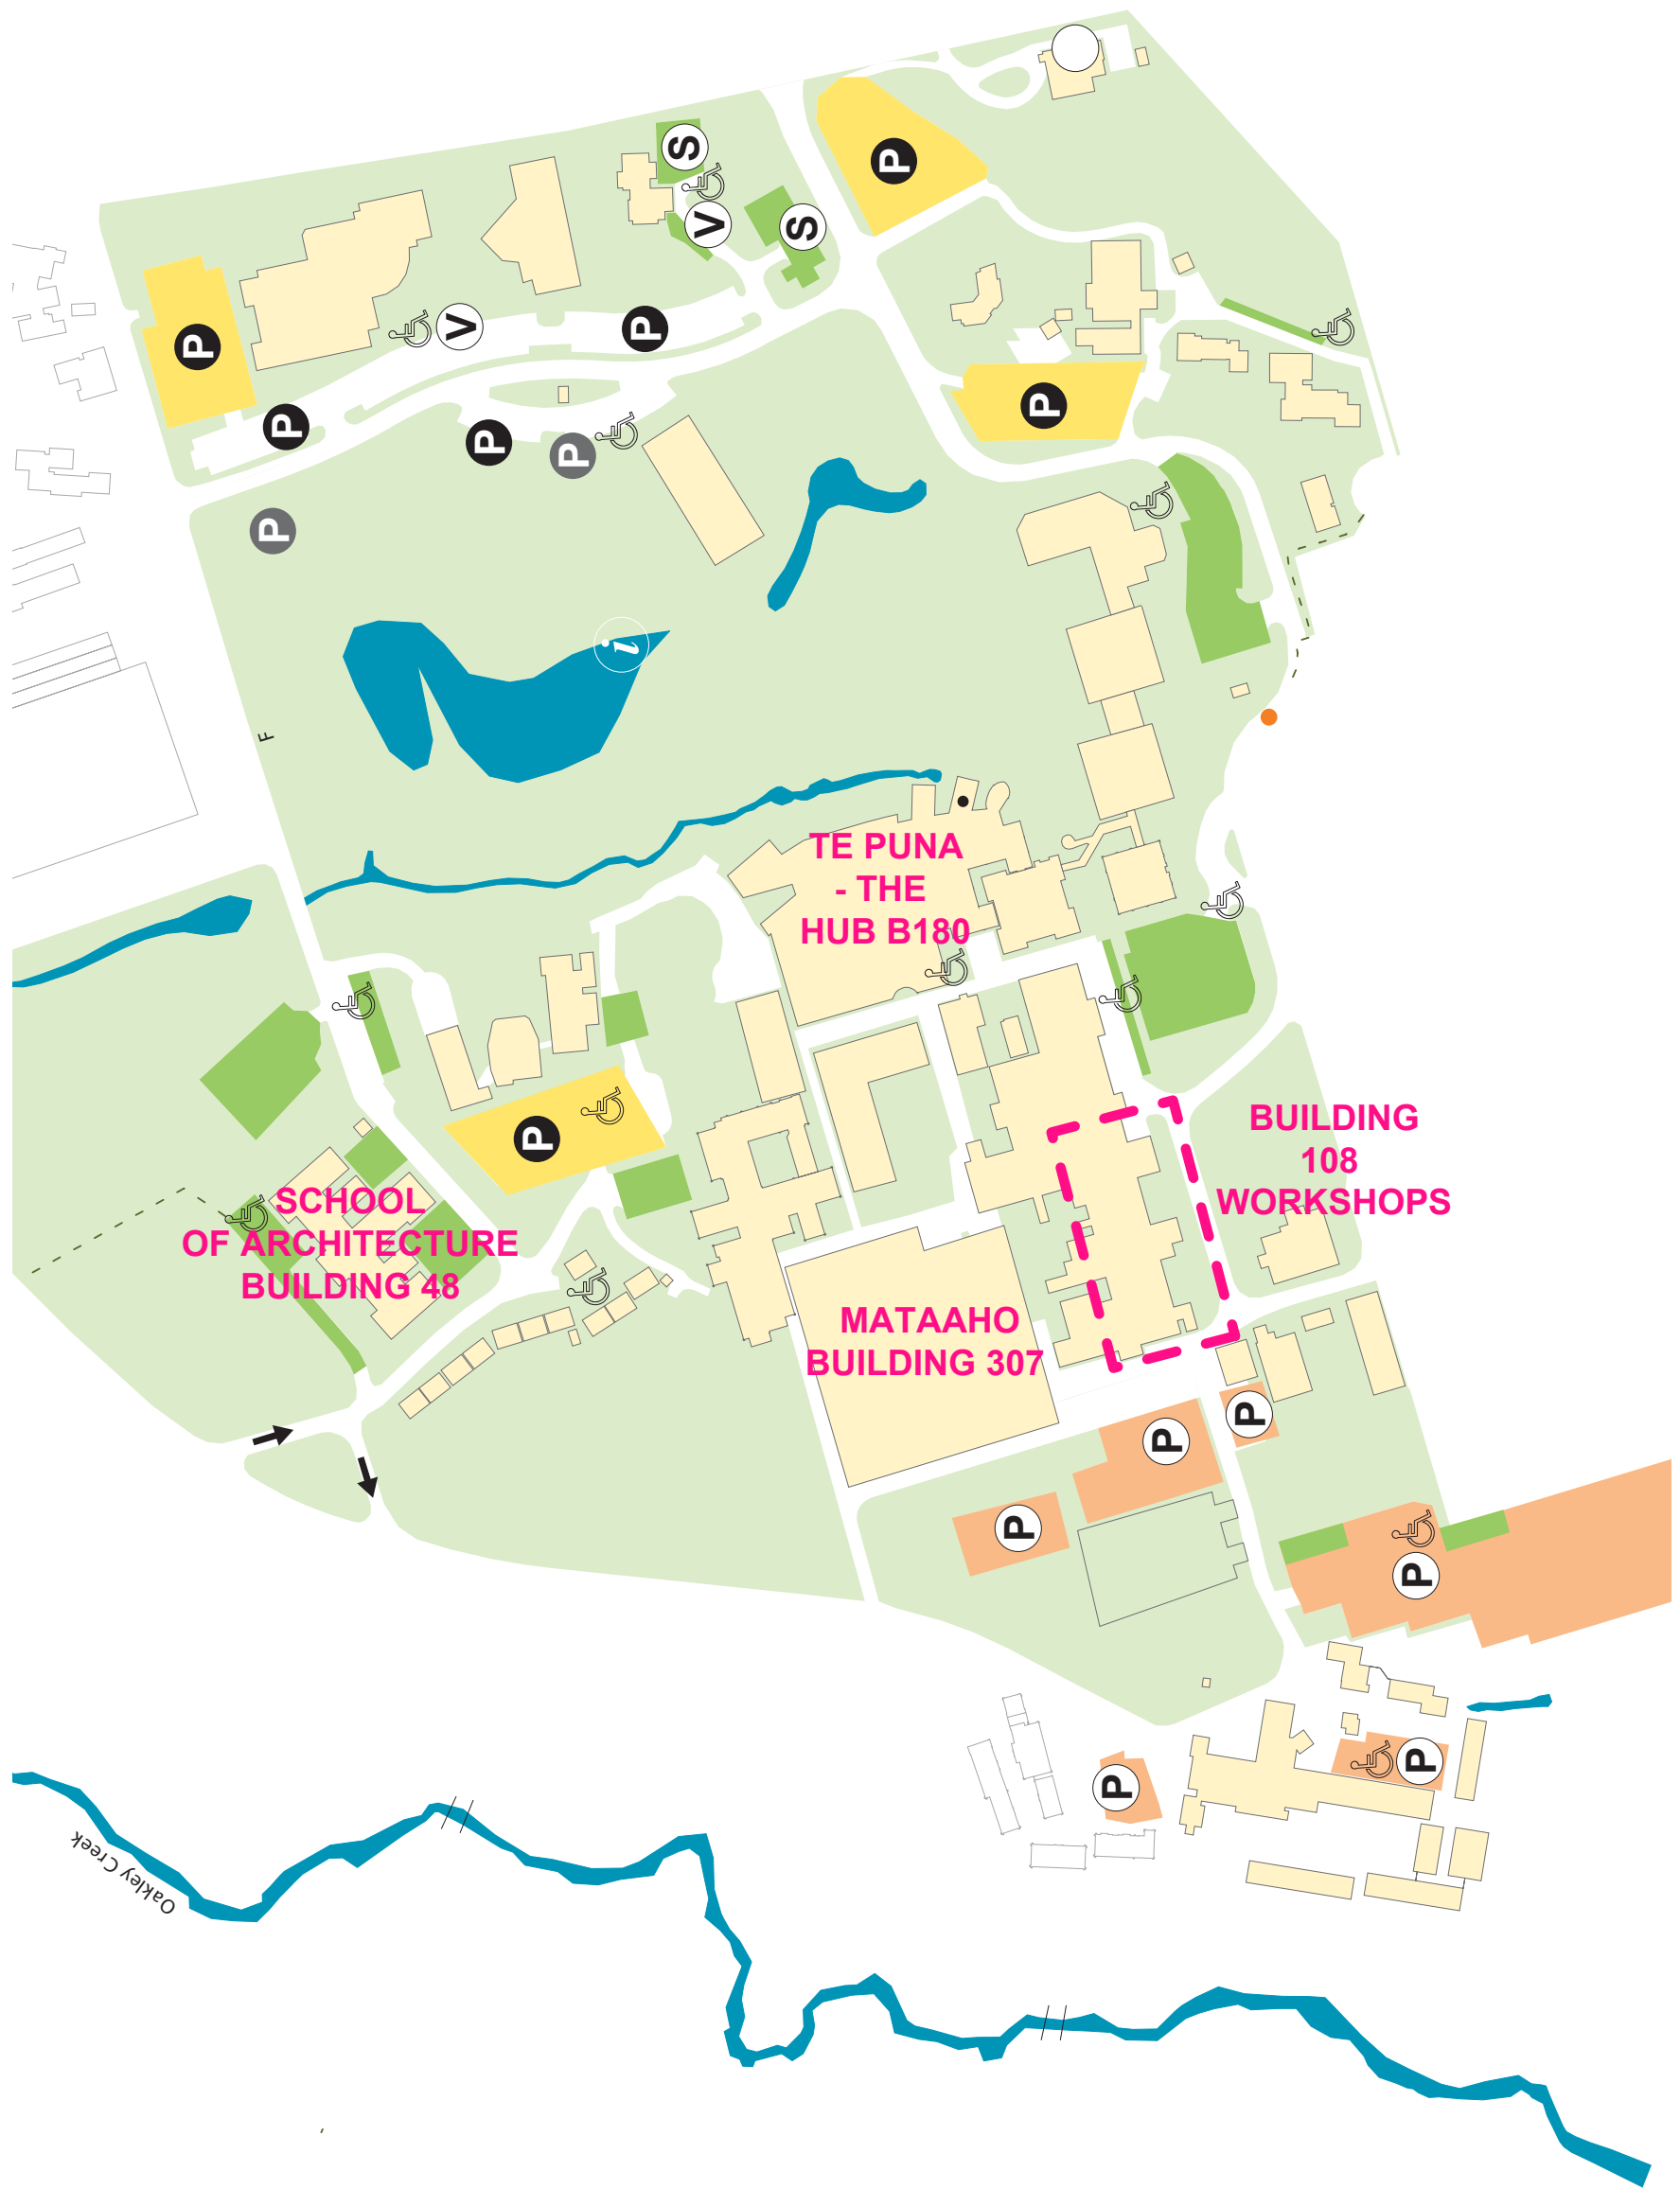 S
P
V
S
V
P
P
P
P
P
P
P
i
F
TE PUNA
- THE
HUB B180
BUILDING
108
WORKSHOPS
P
SCHOOL
OF ARCHITECTURE
BUILDING 48
MATAAHO
BUILDING 307
P
P
P
P
P
P
Oakley Creek